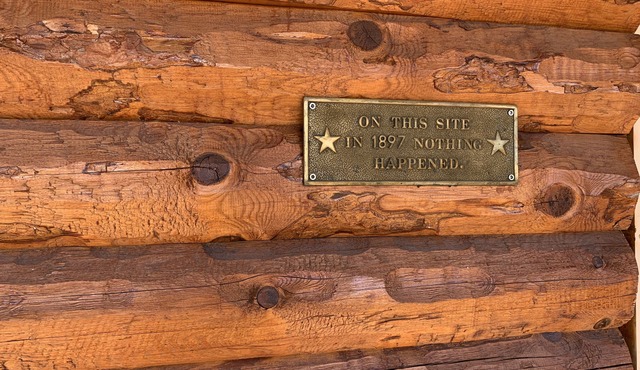 ON THIS SITE
IN 1897 NOTHING
HAPPENED.